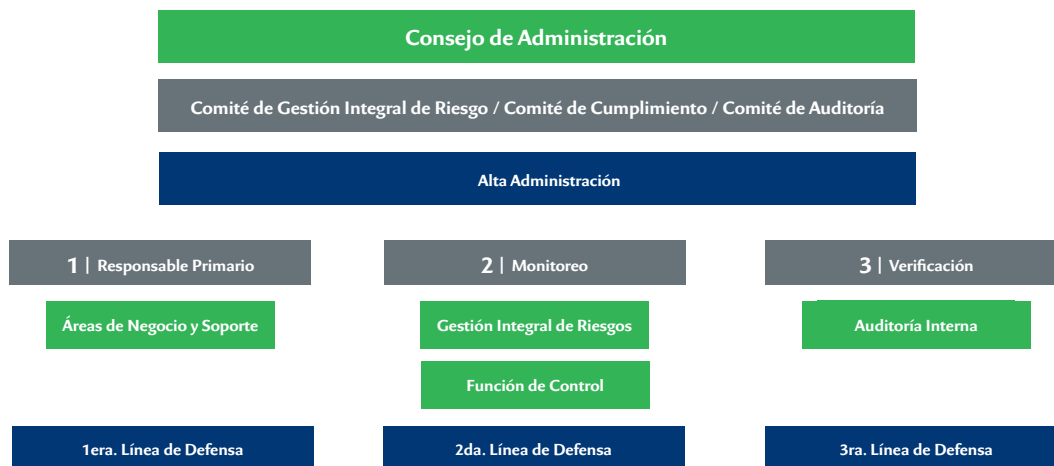 Consejo de Administración
Comité de Gestión Integral de Riesgo / Comité de Cumplimiento / Comité de Auditoría
Alta Administración
1 | Responsable Primario
2 | Monitoreo
3 | Verificación
Áreas de Negocio y Soporte
Gestión Integral de Riesgos
Auditoría Interna
Función de Control
1era. Línea de Defensa
2da. Línea de Defensa
3ra. Línea de Defensa